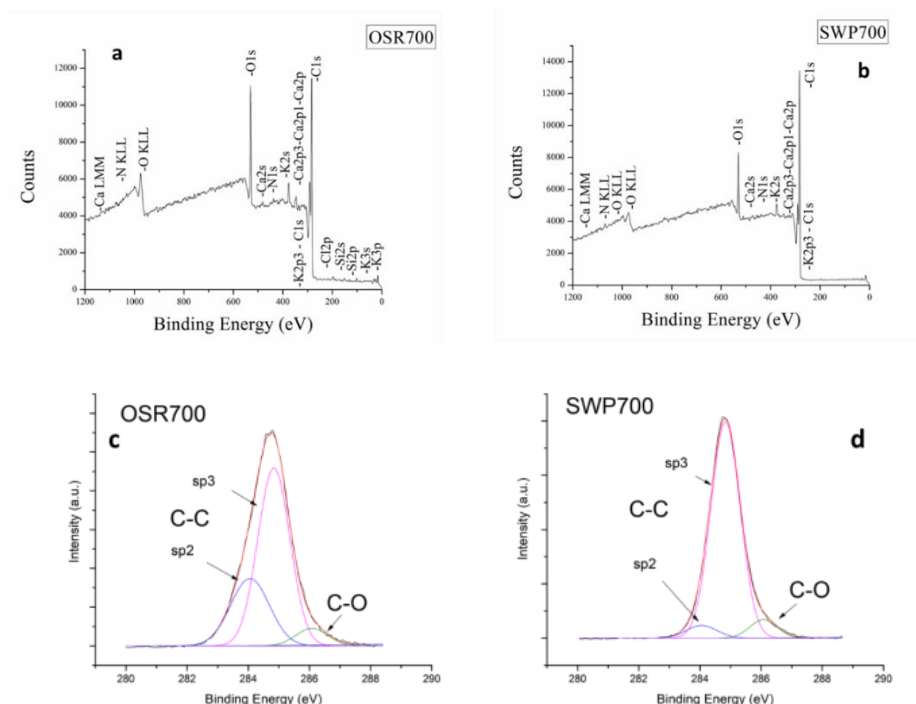 a
OSR700
Counts
12000
10000
8000
6000
4000
2000
0
-Ca LMM
-N KLL
-O KLL
-O1s
-Ca2s
-N1s
-K2s
-Ca2p3-Ca2p1-Ca2p
-C1s
-K2p3 - C1s
-Cl2p
-Si2s
-Si2p
-K3s
-K3p
1200 1000 800 600 400 200 0
Binding Energy (eV)
SWP700
b
Counts
14000
12000
10000
8000
6000
4000
2000
0
-Ca LMM
-N KLL
-O KLL
-O KLL
-O1s
-Ca2s
-N1s
-K2s
-Ca2p3-Ca2p1-Ca2p
-C1s
-K2p3 - C1s
1200 1000 800 600 400 200 0
Binding Energy (eV)
OSR700
c
Intensity (a.u.)
sp3
C-C
sp2
C-O
280 282 284 286 288 290
Binding Energy (eV)
SWP700
d
Intensity (a.u.)
sp3
C-C
sp2
C-O
280 282 284 286 288 290
Binding Energy (eV)